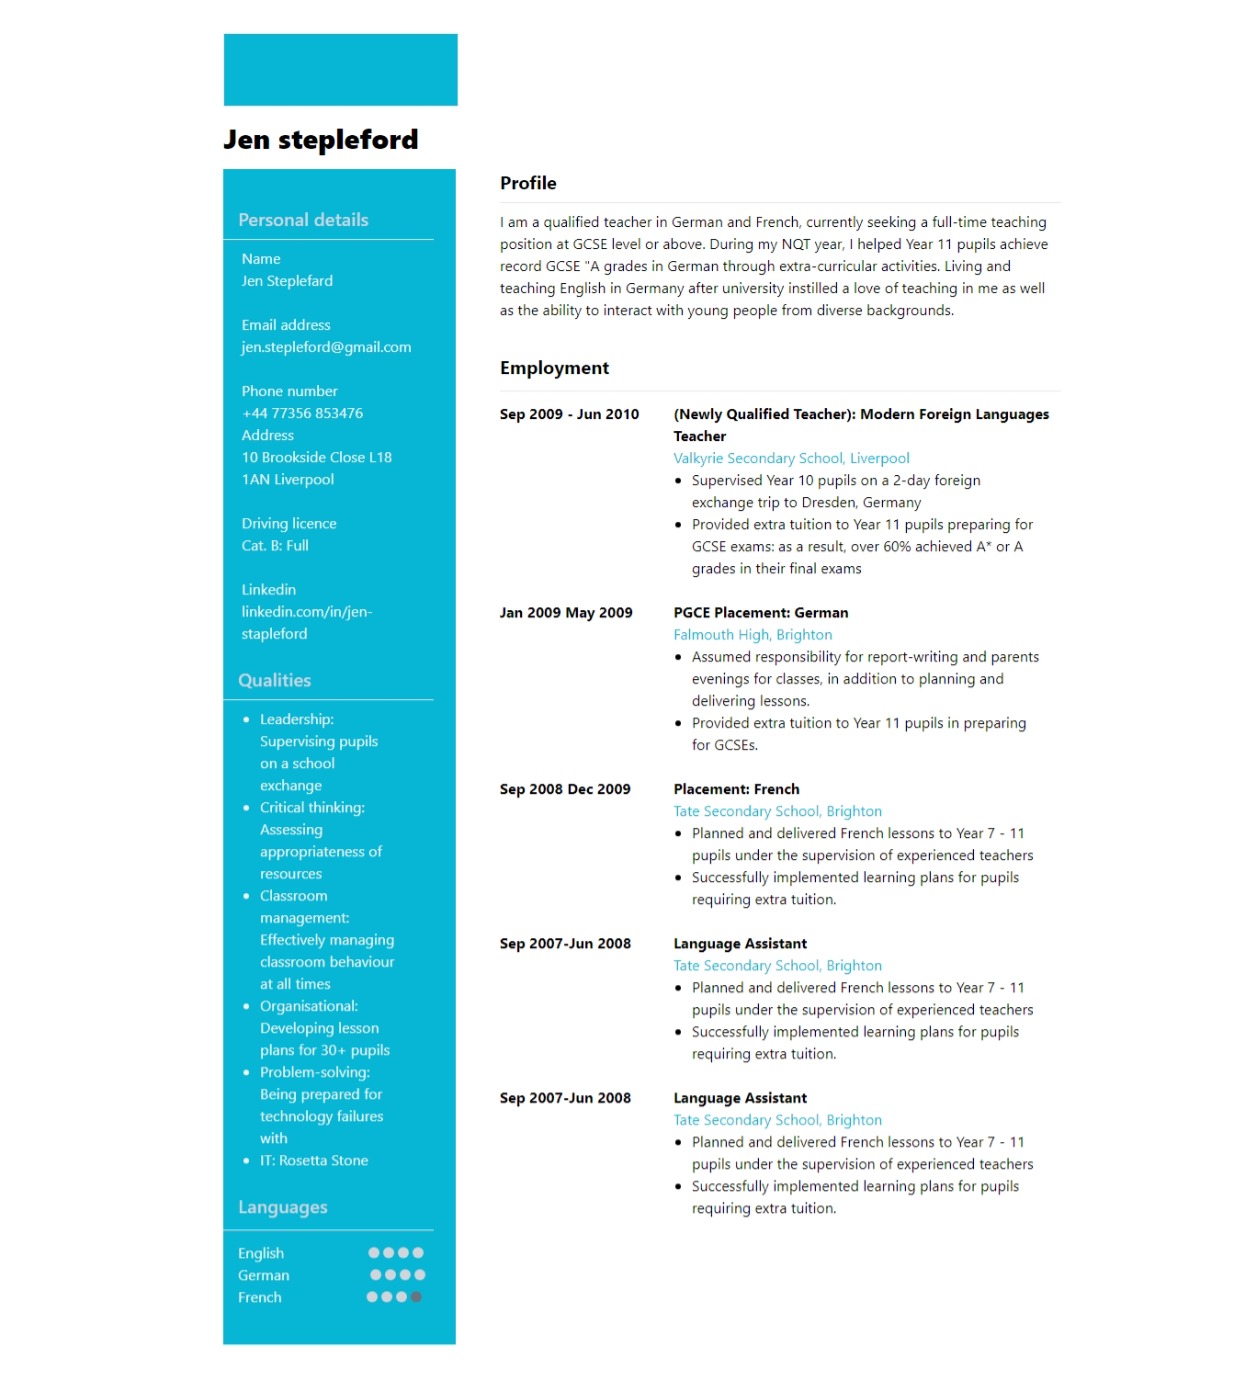 Jen stepleford
Personal details
Name
Jen Steplefard
Email address
jen.stepleford@gmail.com
Phone number
+44 77356 853476
Address
10 Brookside Close L18
1AN Liverpool
Driving licence
Cat. B: Full
Linkedin
linkedin.com/in/jen-
stapleford
Qualities
• Leadership:
Supervising pupils
on a school
exchange
• Critical thinking:
Assessing
appropriateness of
resources
• Classroom
management:
Effectively managing
classroom behaviour
at all times
• Organisational:
Developing lesson
plans for 30+ pupils
• Problem-solving:
Being prepared for
technology failures
with
• IT: Rosetta Stone
Languages
English
German
French
Profile
I am a qualified teacher in German and French, currently seeking a full-time teaching
position at GCSE level or above. During my NQT year, I helped Year 11 pupils achieve
record GCSE "A grades in German through extra-curricular activities. Living and
teaching English in Germany after university instilled a love of teaching in me as well
as the ability to interact with young people from diverse backgrounds.
Employment
Sep 2009 - Jun 2010
(Newly Qualified Teacher): Modern Foreign Languages
Teacher
Valkyrie Secondary School, Liverpool
• Supervised Year 10 pupils on a 2-day foreign
exchange trip to Dresden, Germany
• Provided extra tuition to Year 11 pupils preparing for
GCSE exams: as a result, over 60% achieved A* or A
grades in their final exams
Jan 2009 May 2009
PGCE Placement: German
Falmouth High, Brighton
• Assumed responsibility for report-writing and parents
evenings for classes, in addition to planning and
delivering lessons.
• Provided extra tuition to Year 11 pupils in preparing
for GCSEs.
Sep 2008 Dec 2009
Placement: French
Tate Secondary School, Brighton
• Planned and delivered French lessons to Year 7 - 11
pupils under the supervision of experienced teachers
• Successfully implemented learning plans for pupils
requiring extra tuition.
Sep 2007-Jun 2008
Language Assistant
Tate Secondary School, Brighton
• Planned and delivered French lessons to Year 7 - 11
pupils under the supervision of experienced teachers
• Successfully implemented learning plans for pupils
requiring extra tuition.
Sep 2007-Jun 2008
Language Assistant
Tate Secondary School, Brighton
• Planned and delivered French lessons to Year 7 - 11
pupils under the supervision of experienced teachers
• Successfully implemented learning plans for pupils
requiring extra tuition.